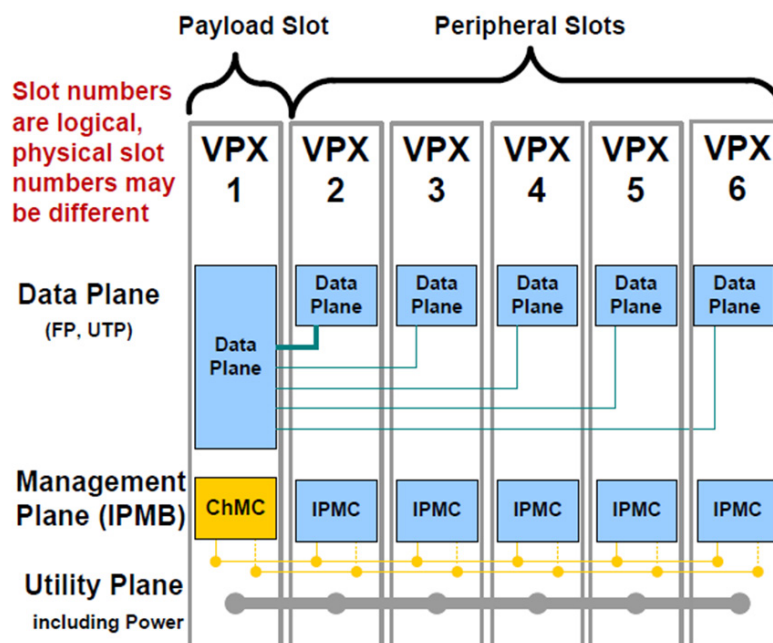 Payload Slot
Peripheral Slots
Slot numbers
are logical,
physical slot
numbers may
be different
VPX
1
VPX
2
VPX
3
VPX
4
VPX
5
VPX
6
Data Plane
(FP, UTP)
Data
Plane
Data
Plane
Data
Plane
Data
Plane
Data
Plane
Data
Plane
Management
Plane (IPMB)
ChMC
IPMC
IPMC
IPMC
IPMC
IPMC
Utility Plane
including Power